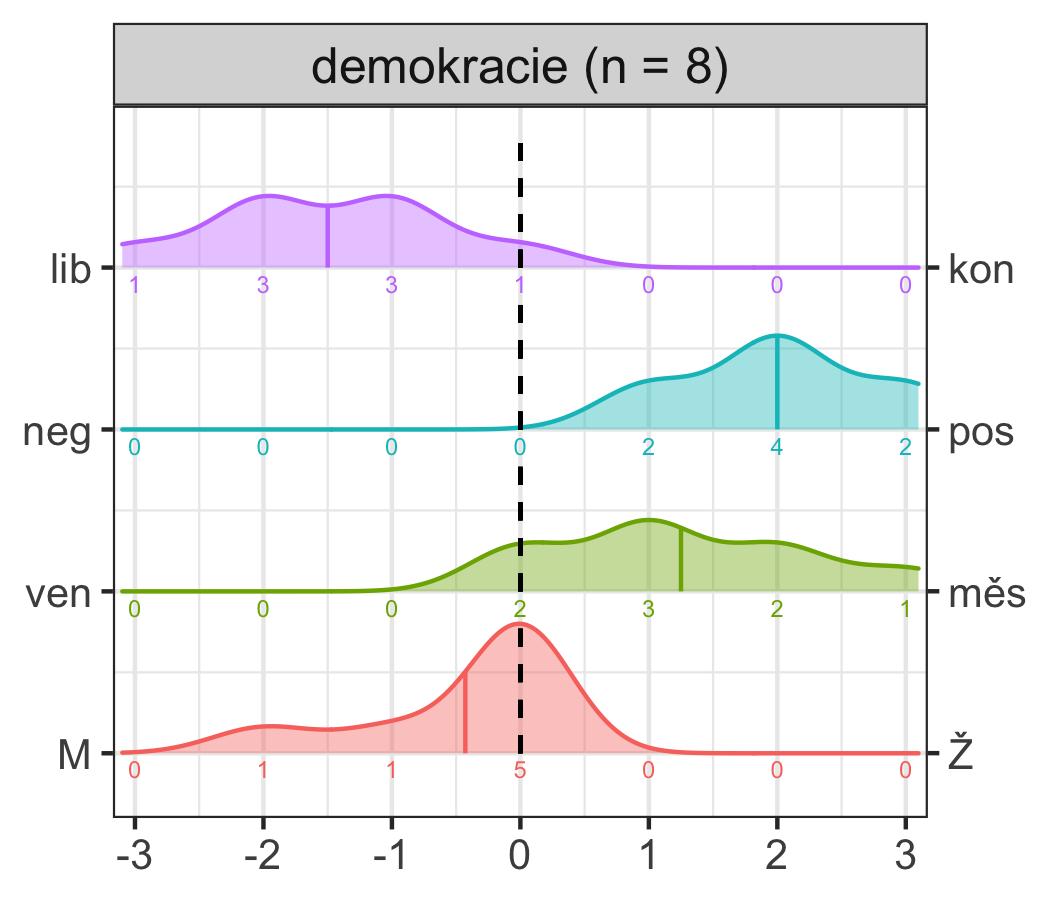 demokracie (n = 8)
lib kon
1 3 3 1 0 0 0
neg pos
0 0 0 0 2 4 2
ven měs
0 0 0 2 3 2 1
M Ž
0 1 1 5 0 0 0
-3 -2 -1 0 1 2 3